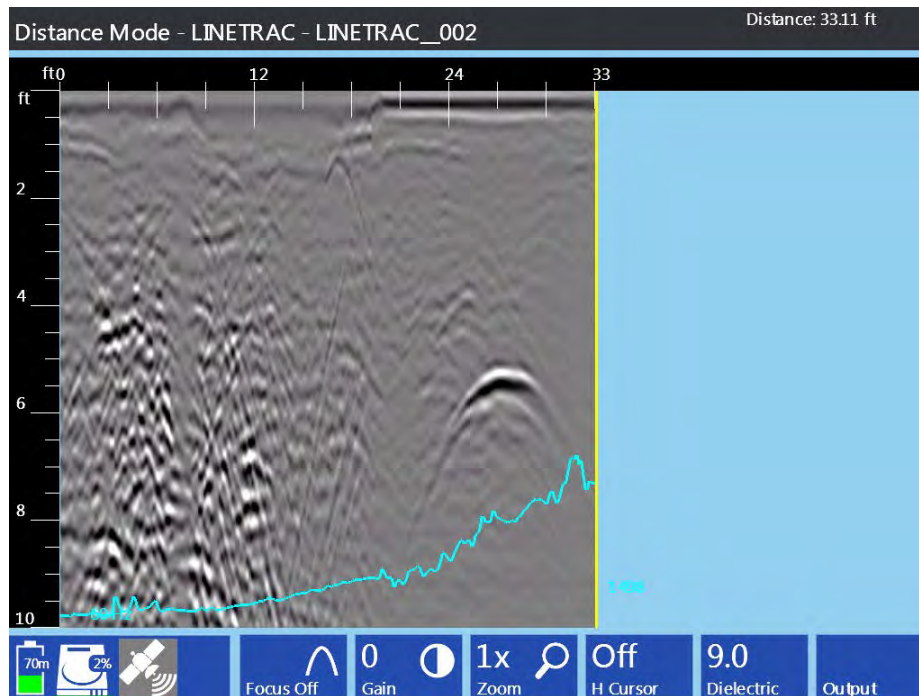 Distance Mode - LINETRAC - LINETRAC__002
Distance: 33.11 ft
ft0 12 24 33
ft
2
4
6
8
10
70m
2%
Focus Off
0
Gain
1x
Zoom
Off
H Cursor
9.0
Dielectric
Output